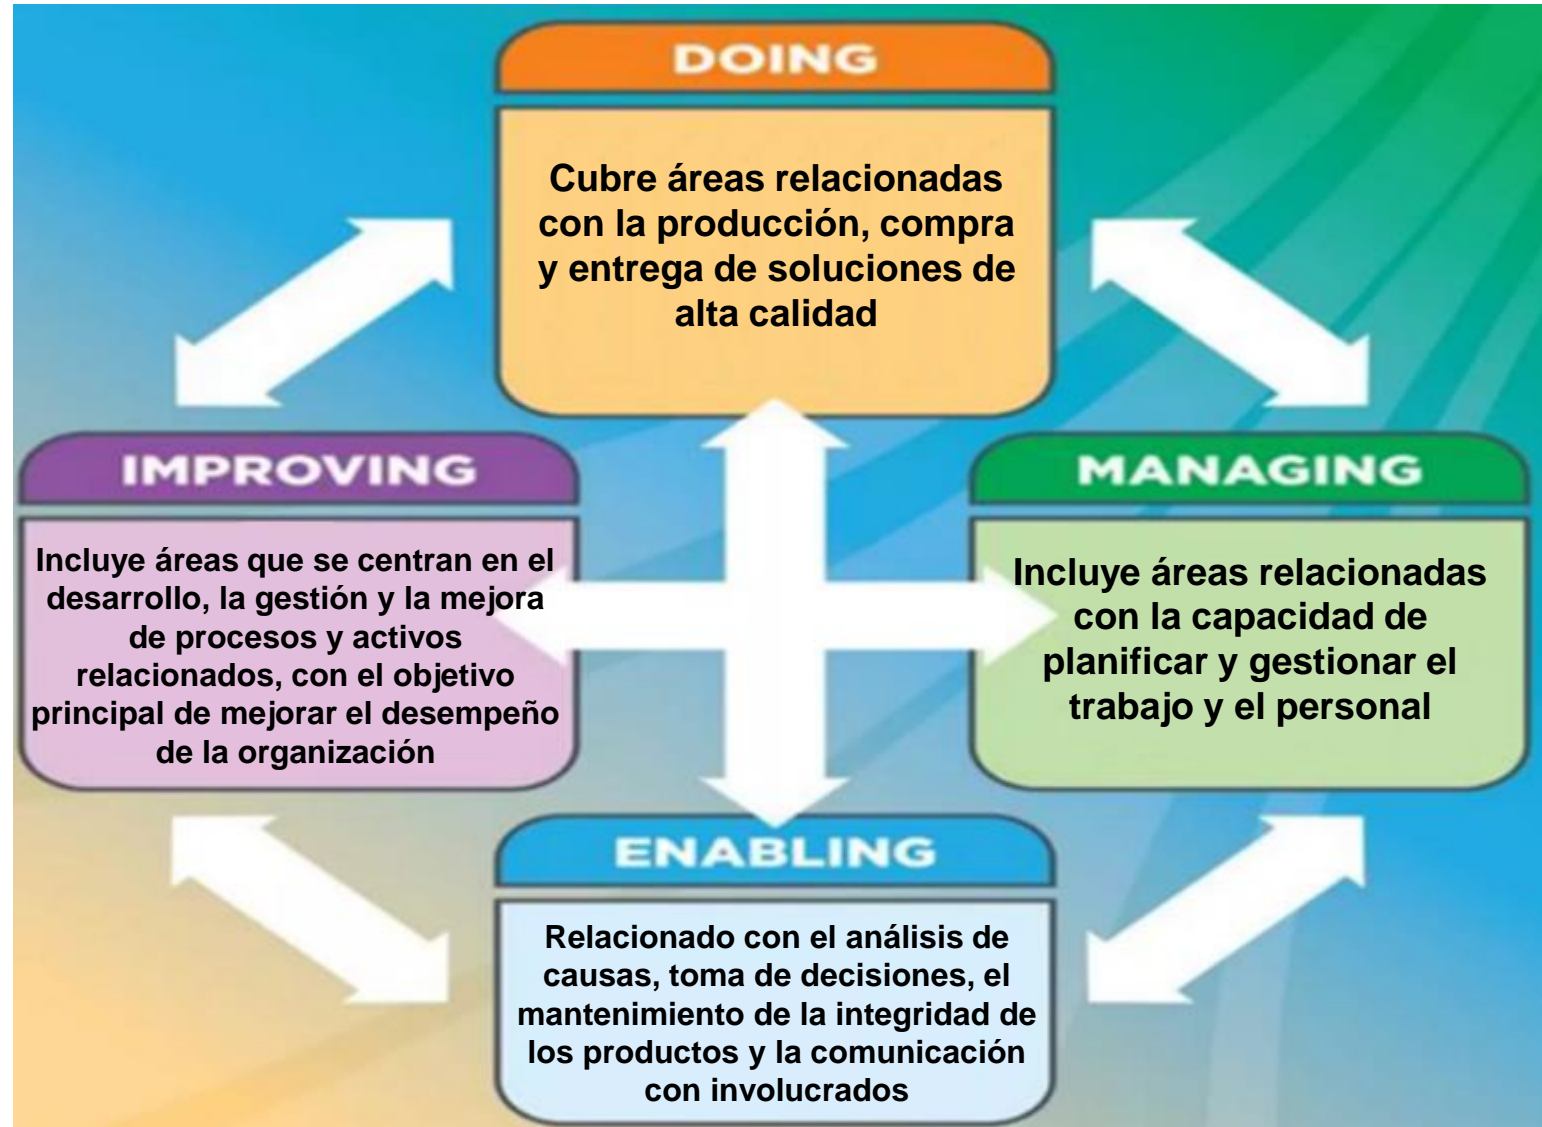 DOING
Cubre áreas relacionadas
con la producción, compra
y entrega de soluciones de
alta calidad
IMPROVING
Incluye áreas que se centran en el
desarrollo, la gestión y la mejora
de procesos y activos
relacionados, con el objetivo
principal de mejorar el desempeño
de la organización
MANAGING
Incluye áreas relacionadas
con la capacidad de
planificar y gestionar el
trabajo y el personal
ENABLING
Relacionado con el análisis de
causas, toma de decisiones, el
mantenimiento de la integridad de
los productos y la comunicación
con involucrados